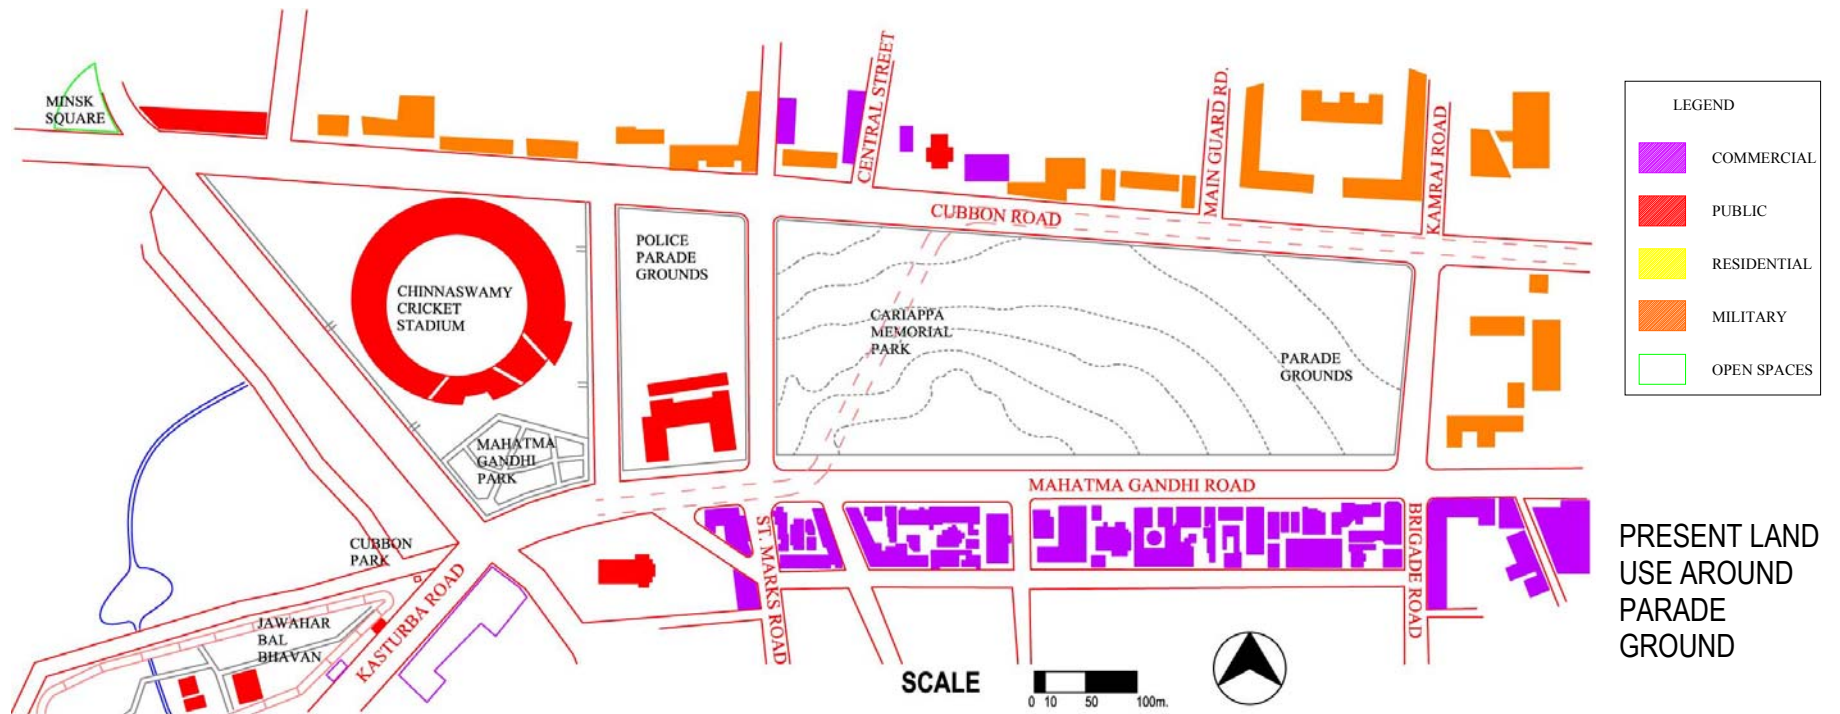 MINSK
SQUARE
CENTRAL STREET
MAIN GUARD RD.
KAMRAJ ROAD
CUBBON ROAD
POLICE
PARADE
GROUNDS
CHINNASWAMY
CRICKET
STADIUM
CARIAPPA
MEMORIAL
PARK
PARADE
GROUNDS
MAHATMA
GANDHI
PARK
MAHATMA GANDHI ROAD
CUBBON
PARK
ST. MARKS ROAD
BRIGADE ROAD
KASTURBA ROAD
JAWAHAR
BAL
BHAVAN
SCALE
0 10 50 100m.
LEGEND
COMMERCIAL
PUBLIC
RESIDENTIAL
MILITARY
OPEN SPACES
PRESENT LAND
USE AROUND
PARADE
GROUND